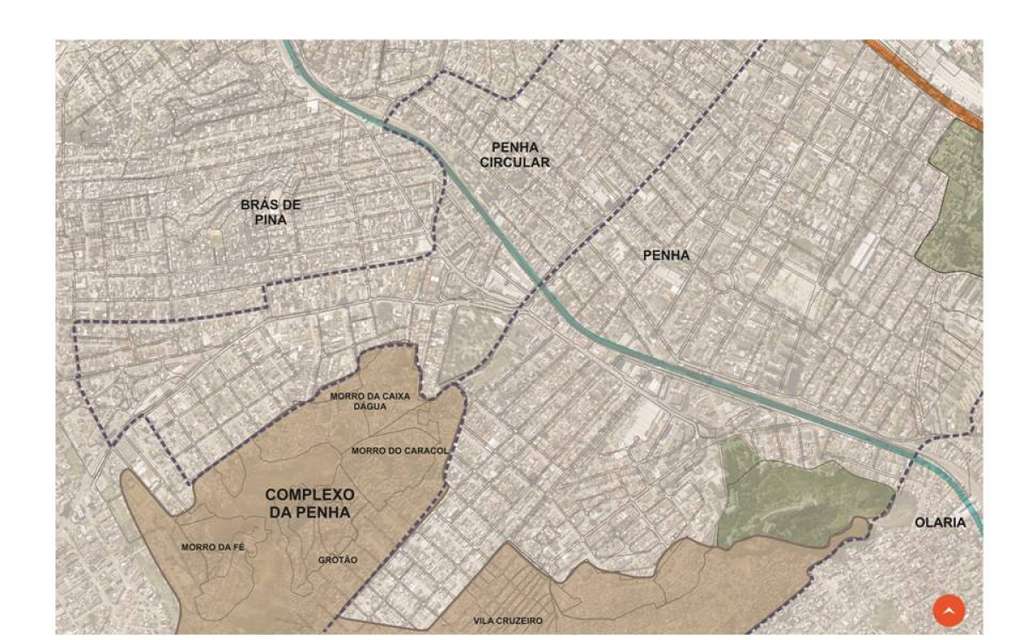 PENHA
CIRCULAR
BRÁS DE
PINA
PENHA
MORRO DA CAIXA
DÁGUA
MORRO DO CARACOL
COMPLEXO
DA PENHA
OLARIA
MORRO DA FÉ
GROTÃO
VILA CRUZEIRO